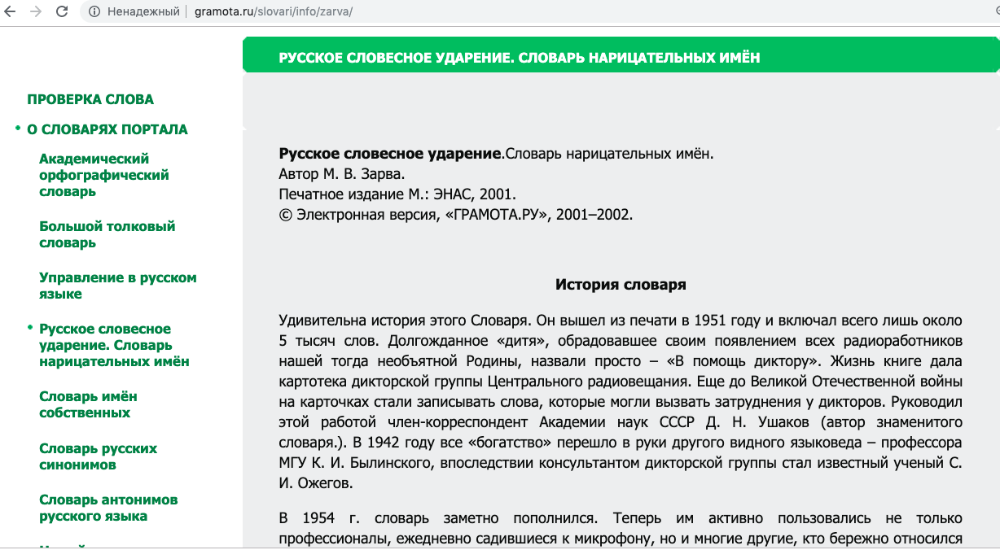 Ненадежный gramota.ru/slovari/info/zarva/
РУССКОЕ СЛОВЕСНОЕ УДАРЕНИЕ. СЛОВАРЬ НАРИЦАТЕЛЬНЫХ ИМЁН
ПРОВЕРКА СЛОВА
О СЛОВАРЯХ ПОРТАЛА
Академический
орфографический
словарь
Большой толковый
словарь
Управление в русском
языке
Русское словесное
ударение. Словарь
нарицательных имён
Словарь имён
собственных
Словарь русских
синонимов
Словарь антонимов
русского языка
Русское словесное ударение.Словарь нарицательных имён.
Автор М. В. Зарва.
Печатное издание М.: ЭНАС, 2001.
© Электронная версия, «ГРАМОТА.РУ», 2001–2002.
История словаря
Удивительна история этого Словаря. Он вышел из печати в 1951 году и включал всего лишь около
5 тысяч слов. Долгожданное «дитя», обрадовавшее своим появлением всех радиоработников
нашей тогда необъятной Родины, назвали просто – «В помощь диктору». Жизнь книге дала
картотека дикторской группы Центрального радиовещания. Еще до Великой Отечественной войны
на карточках стали записывать слова, которые могли вызвать затруднения у дикторов. Руководил
этой работой член-корреспондент Академии наук СССР Д. Н. Ушаков (автор знаменитого
словаря.). В 1942 году все «богатство» перешло в руки другого видного языковеда – профессора
МГУ К. И. Былинского, впоследствии консультантом дикторской группы стал известный ученый С.
И. Ожегов.
В 1954 г. словарь заметно пополнился. Теперь им активно пользовались не только
профессионалы, ежедневно садившиеся к микрофону, но и многие другие, кто бережно относился